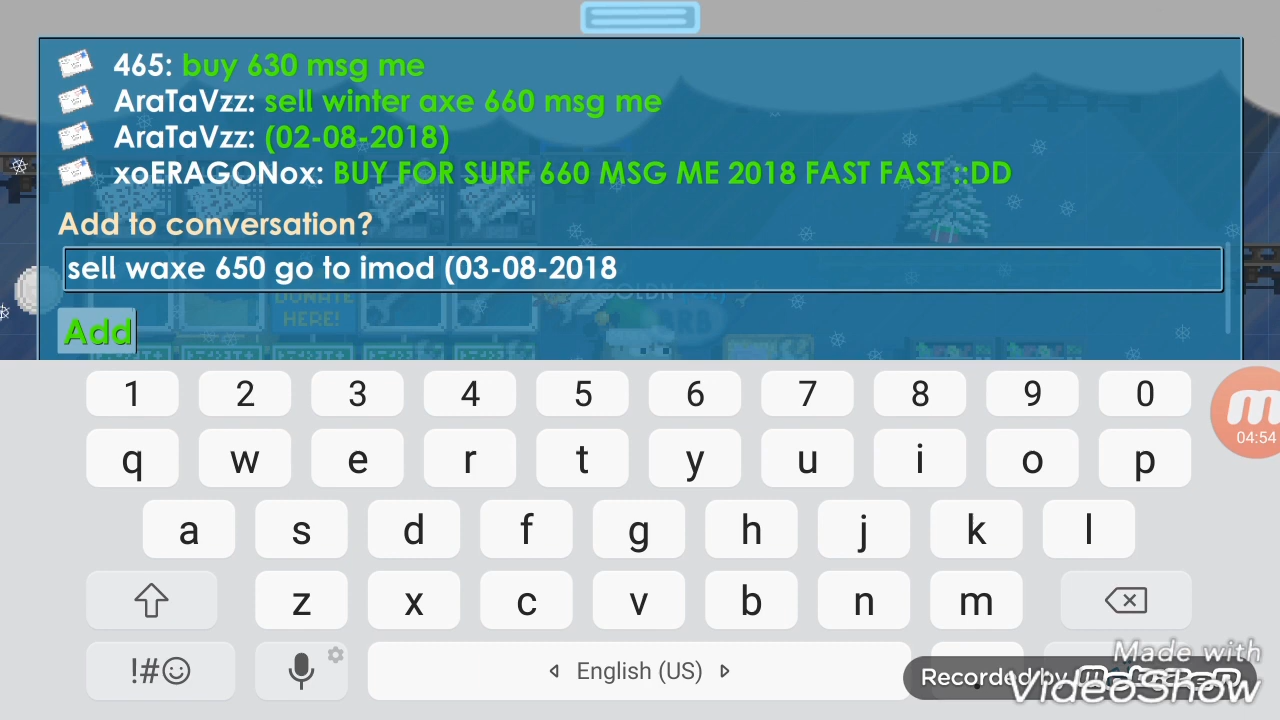 465: buy 630 msg me
AraTaVzz: sell winter axe 660 msg me
AraTaVzz: (02-08-2018)
xoERAGONox: BUY FOR SURF 660 MSG ME 2018 FAST FAST ::DD
Add to conversation?
sell waxe 650 go to imod (03-08-2018
DONATE
HERE!
BRB
Add
1 2 3 4 5 6 7 8 9 0
04:54
q w e r t y u i o p
a s d f g h j k l
z x c v b n m
!#☺ English (US)
Made with
Recorded by
VideoShow